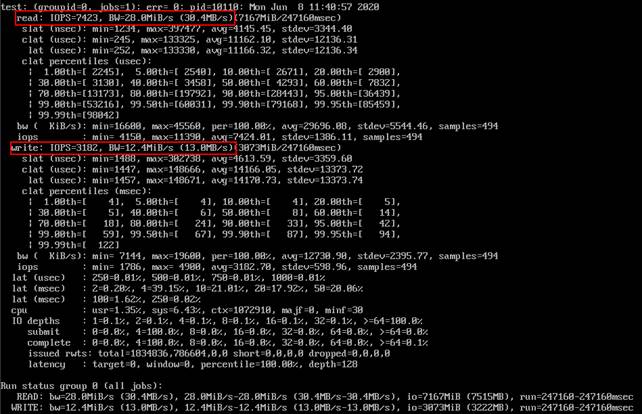 test: (groupid=0, jobs=1): err= 0: pid=10110: Mon Jun  8 11:40:57 2020
read: IOPS=7423, BW=28.0MiB/s (30.4MB/s)(7167MiB/247160msec)
slat (nsec): min=1234, max=397477, avg=4145.45, stdev=3344.40
clat (usec): min=245, max=133325, avg=11162.10, stdev=12136.31
lat (usec): min=252, max=133330, avg=11166.32, stdev=12136.34
clat percentiles (usec):
| 1.00th=[ 2245], 5.00th=[ 2540], 10.00th=[ 2671], 20.00th=[ 2900],
| 30.00th=[ 3130], 40.00th=[ 3458], 50.00th=[ 4293], 60.00th=[ 7832],
| 70.00th=[13173], 80.00th=[19792], 90.00th=[28443], 95.00th=[36439],
| 99.00th=[53216], 99.50th=[60031], 99.90th=[79168], 99.95th=[85459],
| 99.99th=[98042]
bw ( KiB/s): min=16600, max=45560, per=100.00%, avg=29696.08, stdev=5544.46, samples=494
iops : min= 4150, max=11390, avg=7424.01, stdev=1386.11, samples=494
write: IOPS=3182, BW=12.4MiB/s (13.0MB/s)(3073MiB/247160msec)
slat (nsec): min=1488, max=302738, avg=4613.59, stdev=3359.60
clat (usec): min=1447, max=148666, avg=14166.05, stdev=13373.72
lat (usec): min=1457, max=148671, avg=14170.73, stdev=13373.74
clat percentiles (msec):
| 1.00th=[ 4], 5.00th=[ 4], 10.00th=[ 4], 20.00th=[ 5],
| 30.00th=[ 5], 40.00th=[ 6], 50.00th=[ 8], 60.00th=[ 14],
| 70.00th=[ 18], 80.00th=[ 24], 90.00th=[ 33], 95.00th=[ 42],
| 99.00th=[ 59], 99.50th=[ 67], 99.90th=[ 87], 99.95th=[ 94],
| 99.99th=[ 122]
bw ( KiB/s): min= 7144, max=19600, per=100.00%, avg=12730.90, stdev=2395.77, samples=494
iops : min= 1786, max= 4900, avg=3182.70, stdev=598.96, samples=494
lat (usec) : 250=0.01%, 500=0.01%, 750=0.01%, 1000=0.01%
lat (msec) : 2=0.20%, 4=39.15%, 10=21.01%, 20=17.92%, 50=20.06%
lat (msec) : 100=1.62%, 250=0.02%
cpu : usr=1.35%, sys=6.43%, ctx=1072910, majf=0, minf=30
IO depths : 1=0.1%, 2=0.1%, 4=0.1%, 8=0.1%, 16=0.1%, 32=0.1%, >=64=100.0%
submit : 0=0.0%, 4=100.0%, 8=0.0%, 16=0.0%, 32=0.0%, 64=0.0%, >=64=0.0%
complete : 0=0.0%, 4=100.0%, 8=0.0%, 16=0.0%, 32=0.0%, 64=0.0%, >=64=0.1%
issued rwts: total=1834836,786604,0,0 short=0,0,0,0 dropped=0,0,0,0
latency : target=0, window=0, percentile=100.00%, depth=128
Run status group 0 (all jobs):
READ: bw=28.0MiB/s (30.4MB/s), 28.0MiB/s-28.0MiB/s (30.4MB/s-30.4MB/s), io=7167MiB (7515MB), run=247160-247160msec
WRITE: bw=12.4MiB/s (13.0MB/s), 12.4MiB/s-12.4MiB/s (13.0MB/s-13.0MB/s), io=3073MiB (3222MB), run=247160-247160msec